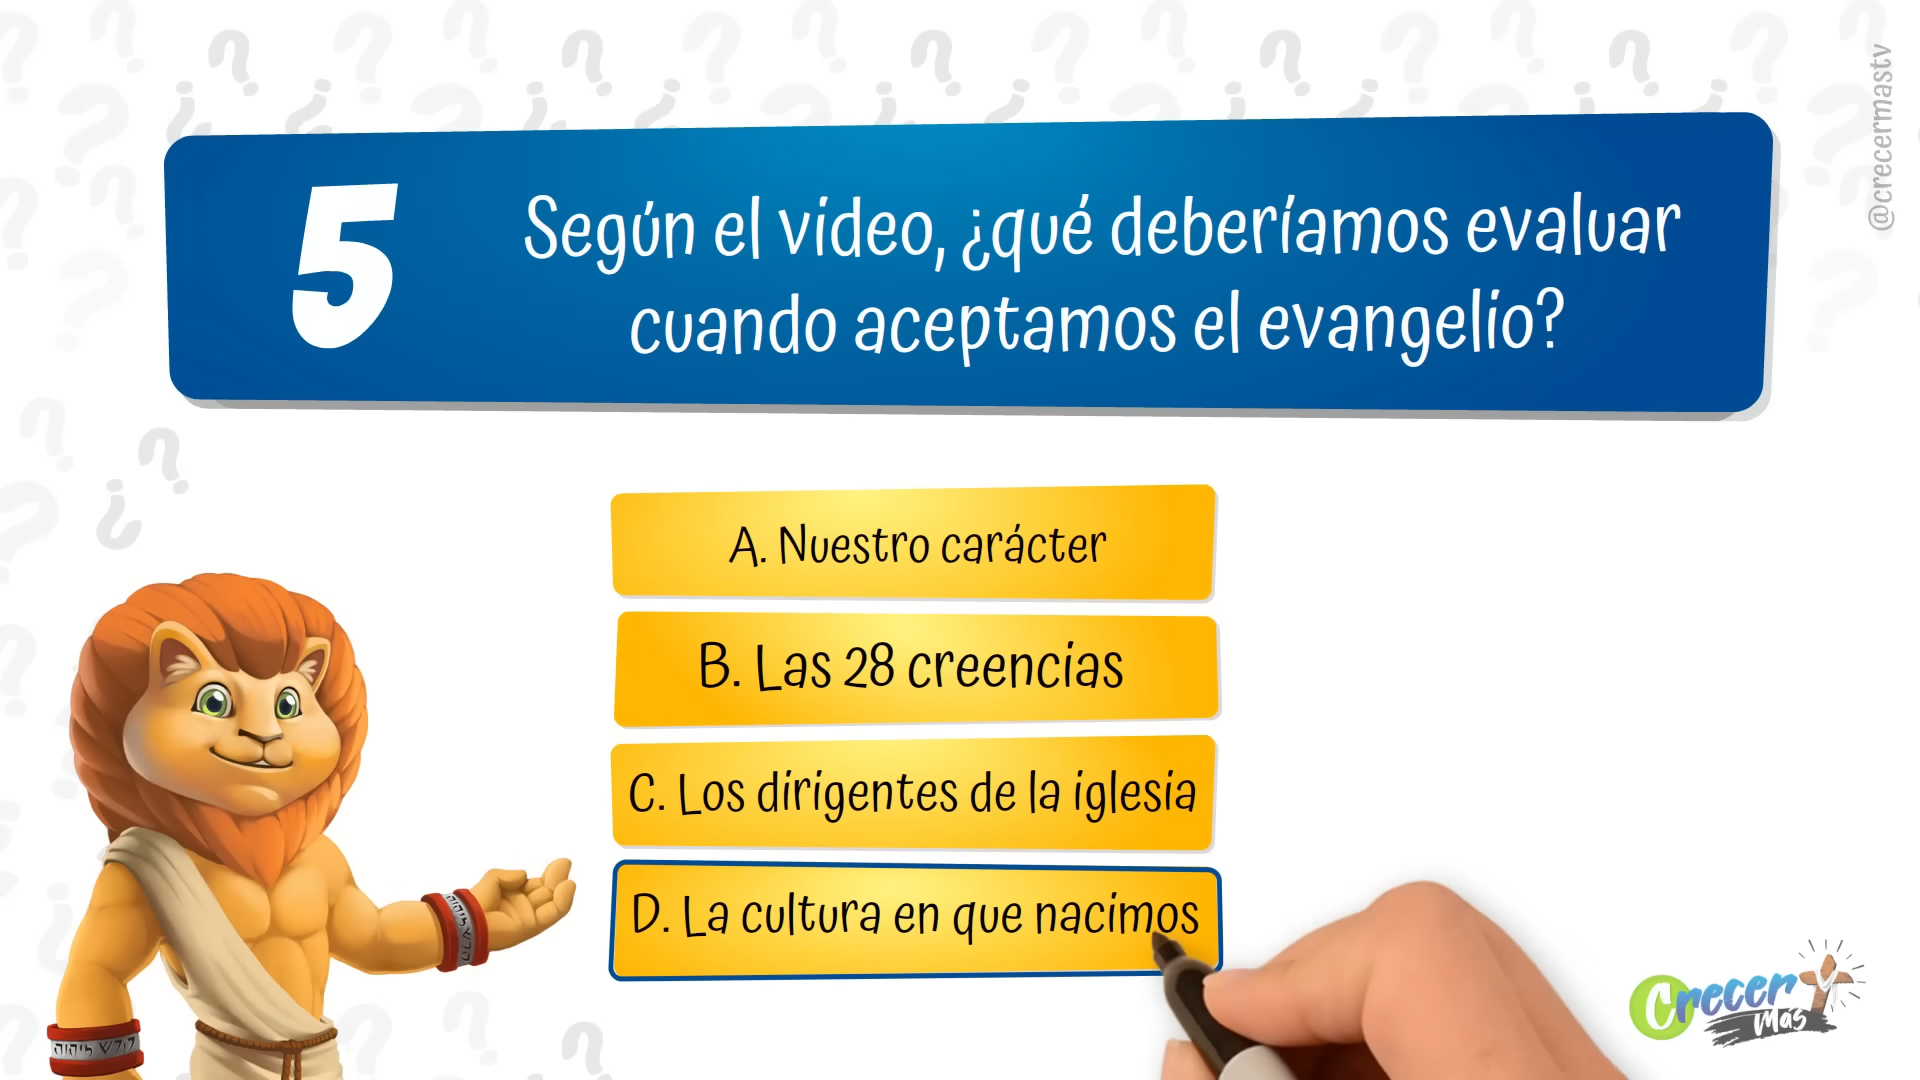 @crecermastv
5
Según el video, ¿qué deberíamos evaluar
cuando aceptamos el evangelio?
A. Nuestro carácter
B. Las 28 creencias
C. Los dirigentes de la iglesia
D. La cultura en que nacimos
Crecer
Más